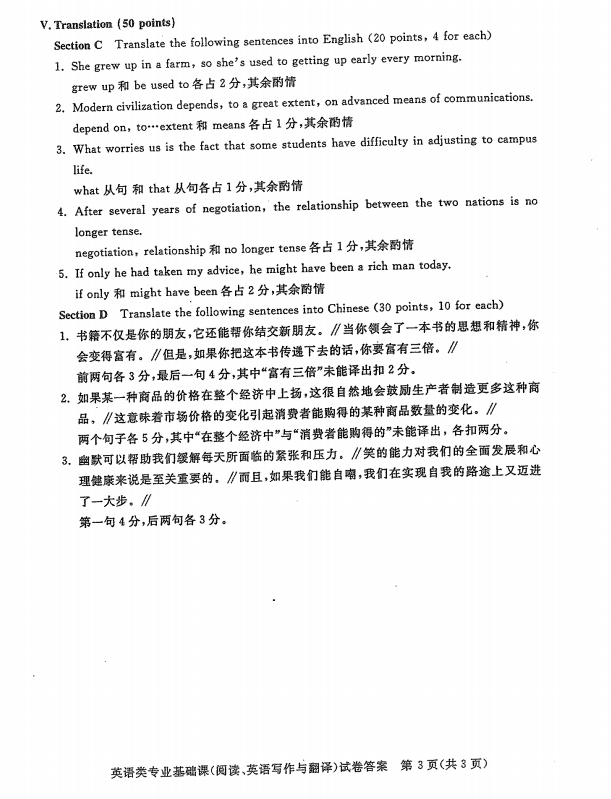 V. Translation (50 points)
Section C Translate the following sentences into English (20 points, 4 for each)
1. She grew up in a farm, so she's used to getting up early every morning.
grew up 和 be used to 各占 2 分,其余酌情
2. Modern civilization depends, to a great extent, on advanced means of communications.
depend on, to…extent 和 means 各占 1 分,其余酌情
3. What worries us is the fact that some students have difficulty in adjusting to campus
life.
what 从句 和 that 从句各占 1 分,其余酌情
4. After several years of negotiation, the relationship between the two nations is no
longer tense.
negotiation, relationship 和 no longer tense 各占 1 分,其余酌情
5. If only he had taken my advice, he might have been a rich man today.
if only 和 might have been 各占 2 分,其余酌情
Section D Translate the following sentences into Chinese (30 points, 10 for each)
1. 书籍不仅是你的朋友,它还能帮你结交新朋友。//当你领会了一本书的思想和精神,你
会变得富有。//但是,如果你把这本书传递下去的话,你要富有三倍。//
前两句各 3 分,最后一句 4 分,其中“富有三倍”未能译出扣 2 分。
2. 如果某一种商品的价格在整个经济中上扬,这很自然地会鼓励生产者制造更多这种商
品。//这意味着市场价格的变化引起消费者能购得的某种商品数量的变化。//
两个句子各 5 分,其中“在整个经济中”与“消费者能购得的”未能译出,各扣两分。
3. 幽默可以帮助我们缓解每天所面临的紧张和压力。//笑的能力对我们的全面发展和心
理健康来说是至关重要的。//而且,如果我们能自嘲,我们在实现自我的路途上又迈进
了一大步。//
第一句 4 分,后两句各 3 分。
英语类专业基础课(阅读、英语写作与翻译)试卷答案 第 3 页(共 3 页)